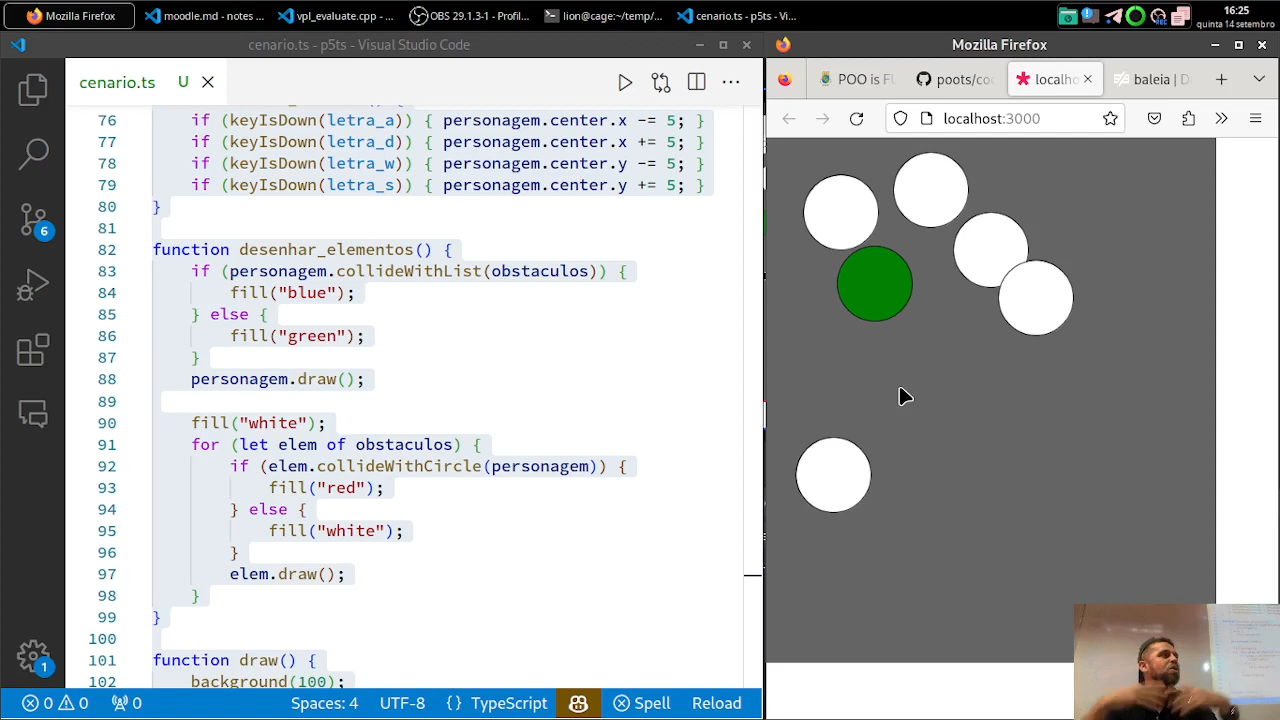 Mozilla Firefox
moodle.md - notes ...
vpl_evaluate.cpp - ...
OBS 29.1.3-1 - Profil...
lion@cage:~/temp/...
cenario.ts - p5ts - Vi...
16:25
quinta 14 setembro
cenario.ts - p5ts - Visual Studio Code
Mozilla Firefox
cenario.ts U
POO is FU
poots/co
localho
baleia | D
localhost:3000
76 if (keyIsDown(letra_a)) { personagem.center.x -= 5; }
77 if (keyIsDown(letra_d)) { personagem.center.x += 5; }
78 if (keyIsDown(letra_w)) { personagem.center.y -= 5; }
79 if (keyIsDown(letra_s)) { personagem.center.y += 5; }
80 }
81
82 function desenhar_elementos() {
83 if (personagem.collideWithList(obstaculos)) {
84 fill("blue");
85 } else {
86 fill("green");
87 }
88 personagem.draw();
89
90 fill("white");
91 for (let elem of obstaculos) {
92 if (elem.collideWithCircle(personagem)) {
93 fill("red");
94 } else {
95 fill("white");
96 }
97 elem.draw();
98 }
99 }
100
101 function draw() {
102 background(100);
6
1
0 0 0 Spaces: 4 UTF-8 {} TypeScript Spell Reload